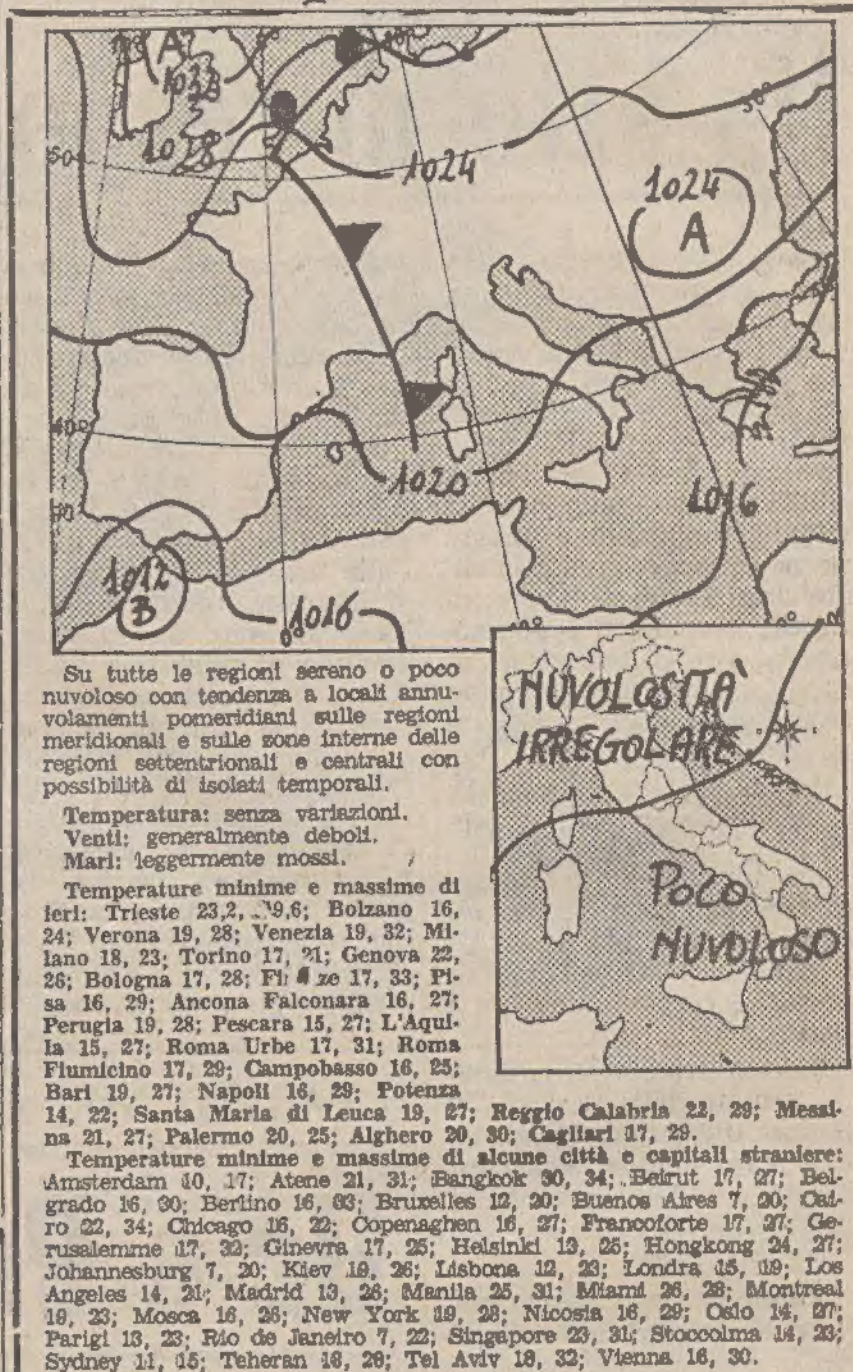 1028
1024
1024
A
50
40°
1020
1016
1012
B
1016
0°
Su tutte le regioni sereno o poco
nuvoloso con tendenza a locali annu-
volamenti pomeridiani sulle regioni
meridionali e sulle zone interne delle
regioni settentrionali e centrali con
possibilità di isolati temporali.
Temperatura: senza variazioni.
Venti: generalmente deboli.
Mari: leggermente mossi.
NUVOLOSITA'
IRREGOLARE
POCO
NUVOLOSO
Temperature minime e massime di
ieri: Trieste 23,2, 9,6; Bolzano 16,
24; Verona 19, 28; Venezia 19, 32; Mi-
lano 18, 23; Torino 17, 21; Genova 22,
26; Bologna 17, 28; 17, 33; Pi-
sa 16, 29; Ancona Falconara 16, 27;
Perugia 19, 28; Pescara 15, 27; L'Aqui-
la 15, 27; Roma Urbe 17, 31; Roma
Fiumicino 17, 29; Campobasso 16, 25;
Bari 19, 27; Napoli 16, 29; Potenza
14, 22; Santa Maria di Leuca 19, 27; Reggio Calabria 22, 29; Messi-
na 21, 27; Palermo 20, 25; Alghero 20, 30; Cagliari 17, 29.
Temperature minime e massime di alcune città e capitali straniere:
Amsterdam 10, 17; Atene 21, 31; Bangkok 30, 34; Beirut 17, 27; Bel-
grado 16, 30; Berlino 16, 33; Bruxelles 12, 20; Buenos Aires 7, 20; Cai-
ro 22, 34; Chicago 16, 22; Copenaghen 16, 27; Francoforte 17, 27; Ge-
rusalemme 17, 32; Ginevra 17, 25; Helsinki 13, 25; Hongkong 24, 27;
Johannesburg 7, 20; Kiev 19, 26; Lisbona 12, 23; Londra 15, 19; Los
Angeles 14, 21; Madrid 13, 26; Manila 25, 31; Miami 26, 28; Montreal
19, 23; Mosca 16, 26; New York 19, 28; Nicosia 16, 29; Oslo 14, 27;
Parigi 13, 23; Rio de Janeiro 7, 22; Singapore 23, 31; Stoccolma 14, 23;
Sydney 11, 15; Teheran 18, 29; Tel Aviv 18, 32; Vienna 16, 30.